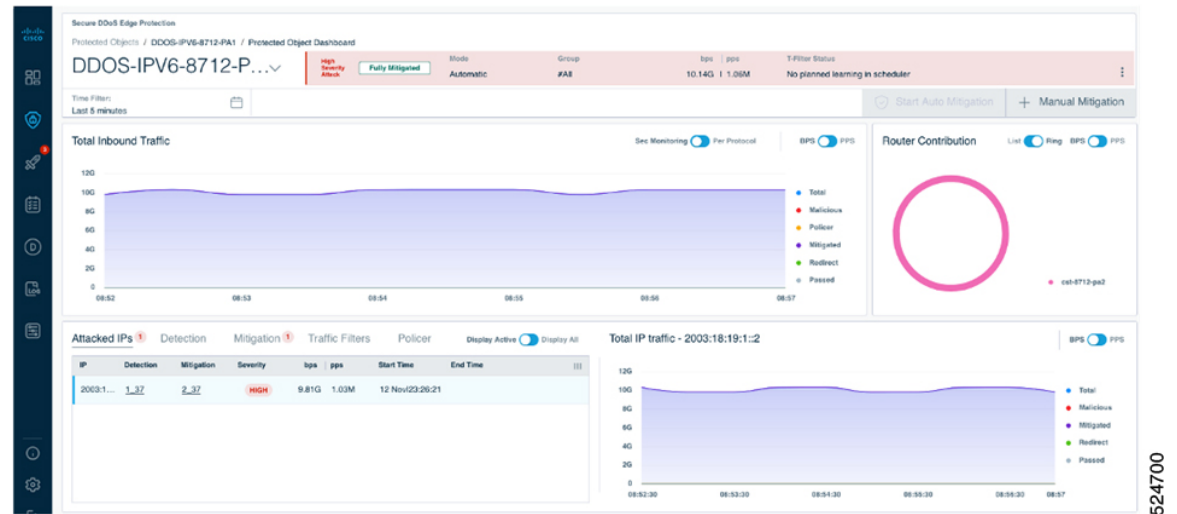 Secure DDoS Edge Protection
Protected Objects / DDOS-IPV6-8712-PA1 / Protected Object Dashboard
DDOS-IPV6-8712-P...
High Severity Attack
Fully Mitigated
Mode
Automatic
Group
#All
bps | pps
10.14G | 1.06M
T-Filter Status
No planned learning in scheduler
Time Filter:
Last 5 minutes
Start Auto Mitigation
+ Manual Mitigation
cisco
3
D
LOG
Total Inbound Traffic
Sec Monitoring Per Protocol
BPS PPS
12G
10G
8G
6G
4G
2G
0
08:52 08:53 08:54 08:55 08:56 08:57
Total
Malicious
Policer
Mitigated
Redirect
Passed
Router Contribution
List Ring BPS PPS
cst-8712-pa2
Attacked IPs 1 Detection Mitigation 1 Traffic Filters Policer Display Active Display All
IP Detection Mitigation Severity bps | pps Start Time End Time
2003:1... 1_37 2_37 HIGH 9.81G 1.03M 12 Nov/23:26:21
Total IP traffic - 2003:18:19:1::2
BPS PPS
12G
10G
8G
6G
4G
2G
0
08:52:30 08:53:30 08:54:30 08:55:30 08:56:30 08:57
Total
Malicious
Mitigated
Redirect
Passed
524700